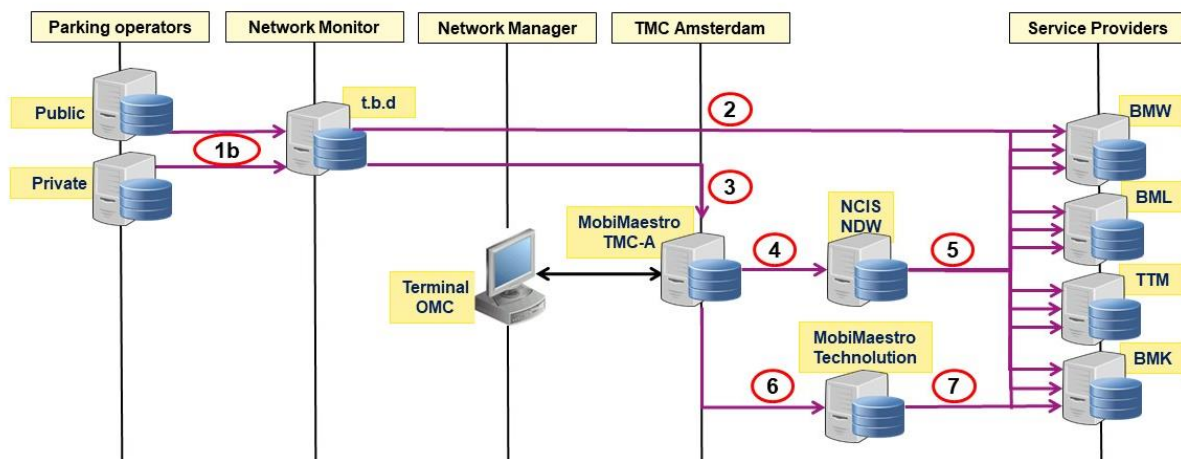 Parking operators
Network Monitor
Network Manager
TMC Amsterdam
Service Providers
Public
t.b.d
2
BMW
1b
Private
3
MobiMaestro
TMC-A
NCIS
NDW
BML
4
5
Terminal
OMC
TTM
MobiMaestro
Technolution
BMK
6
7